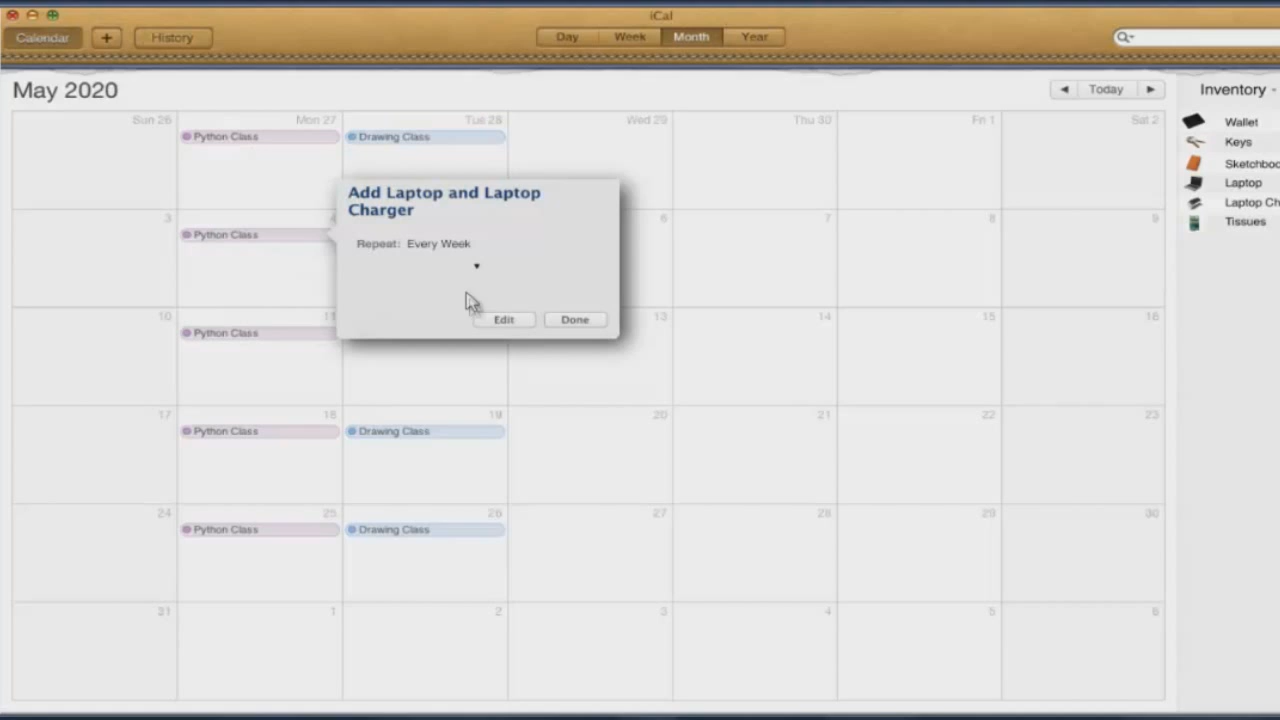 iCal
Calendar + History Day Week Month Year
May 2020
Today
Inventory
Sun 26 Mon 27 Tue 28 Wed 29 Thu 30 Fri 1 Sat 2
Python Class Drawing Class
Wallet
Keys
Sketchboo
Laptop
Laptop Ch
Tissues
Add Laptop and Laptop
Charger
Repeat: Every Week
Edit Done
3 6 7 8 9
Python Class
10 11 13 14 15 16
Python Class
17 18 19 20 21 22 23
Python Class Drawing Class
24 25 26 27 28 29 30
Python Class Drawing Class
31 1 2 3 4 5 6